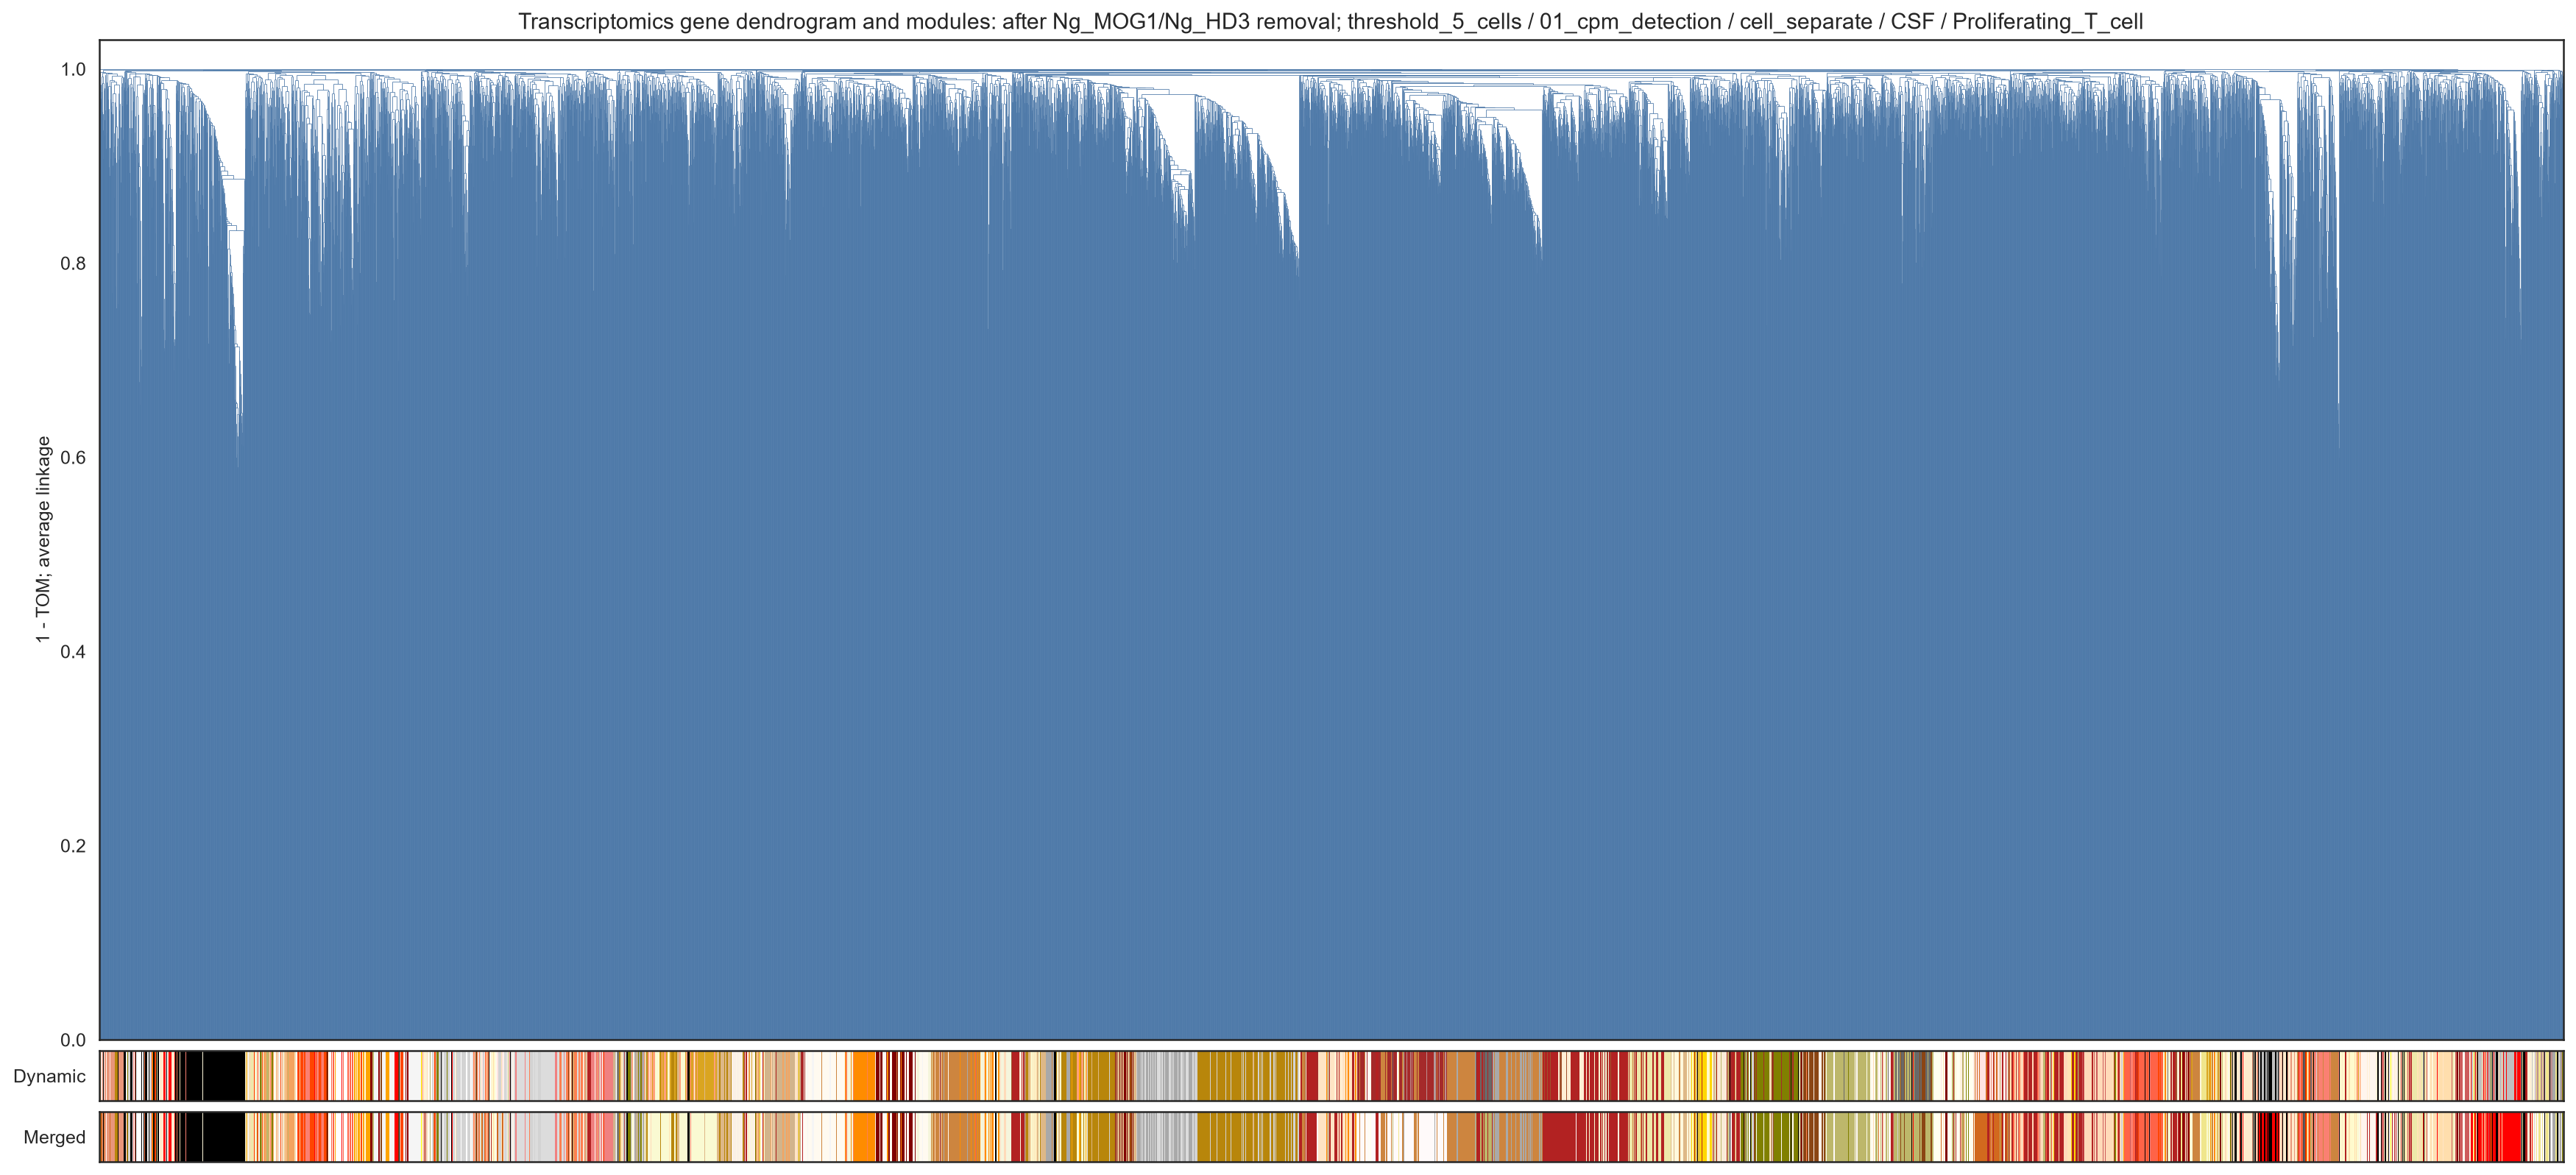 Transcriptomics gene dendrogram and modules: after Ng_MOG1/Ng_HD3 removal; threshold_5_cells / 01_cpm_detection / cell_separate / CSF / Proliferating_T_cell
1.0
0.8
0.6
0.4
0.2
0.0
1 - TOM; average linkage
Dynamic
Merged